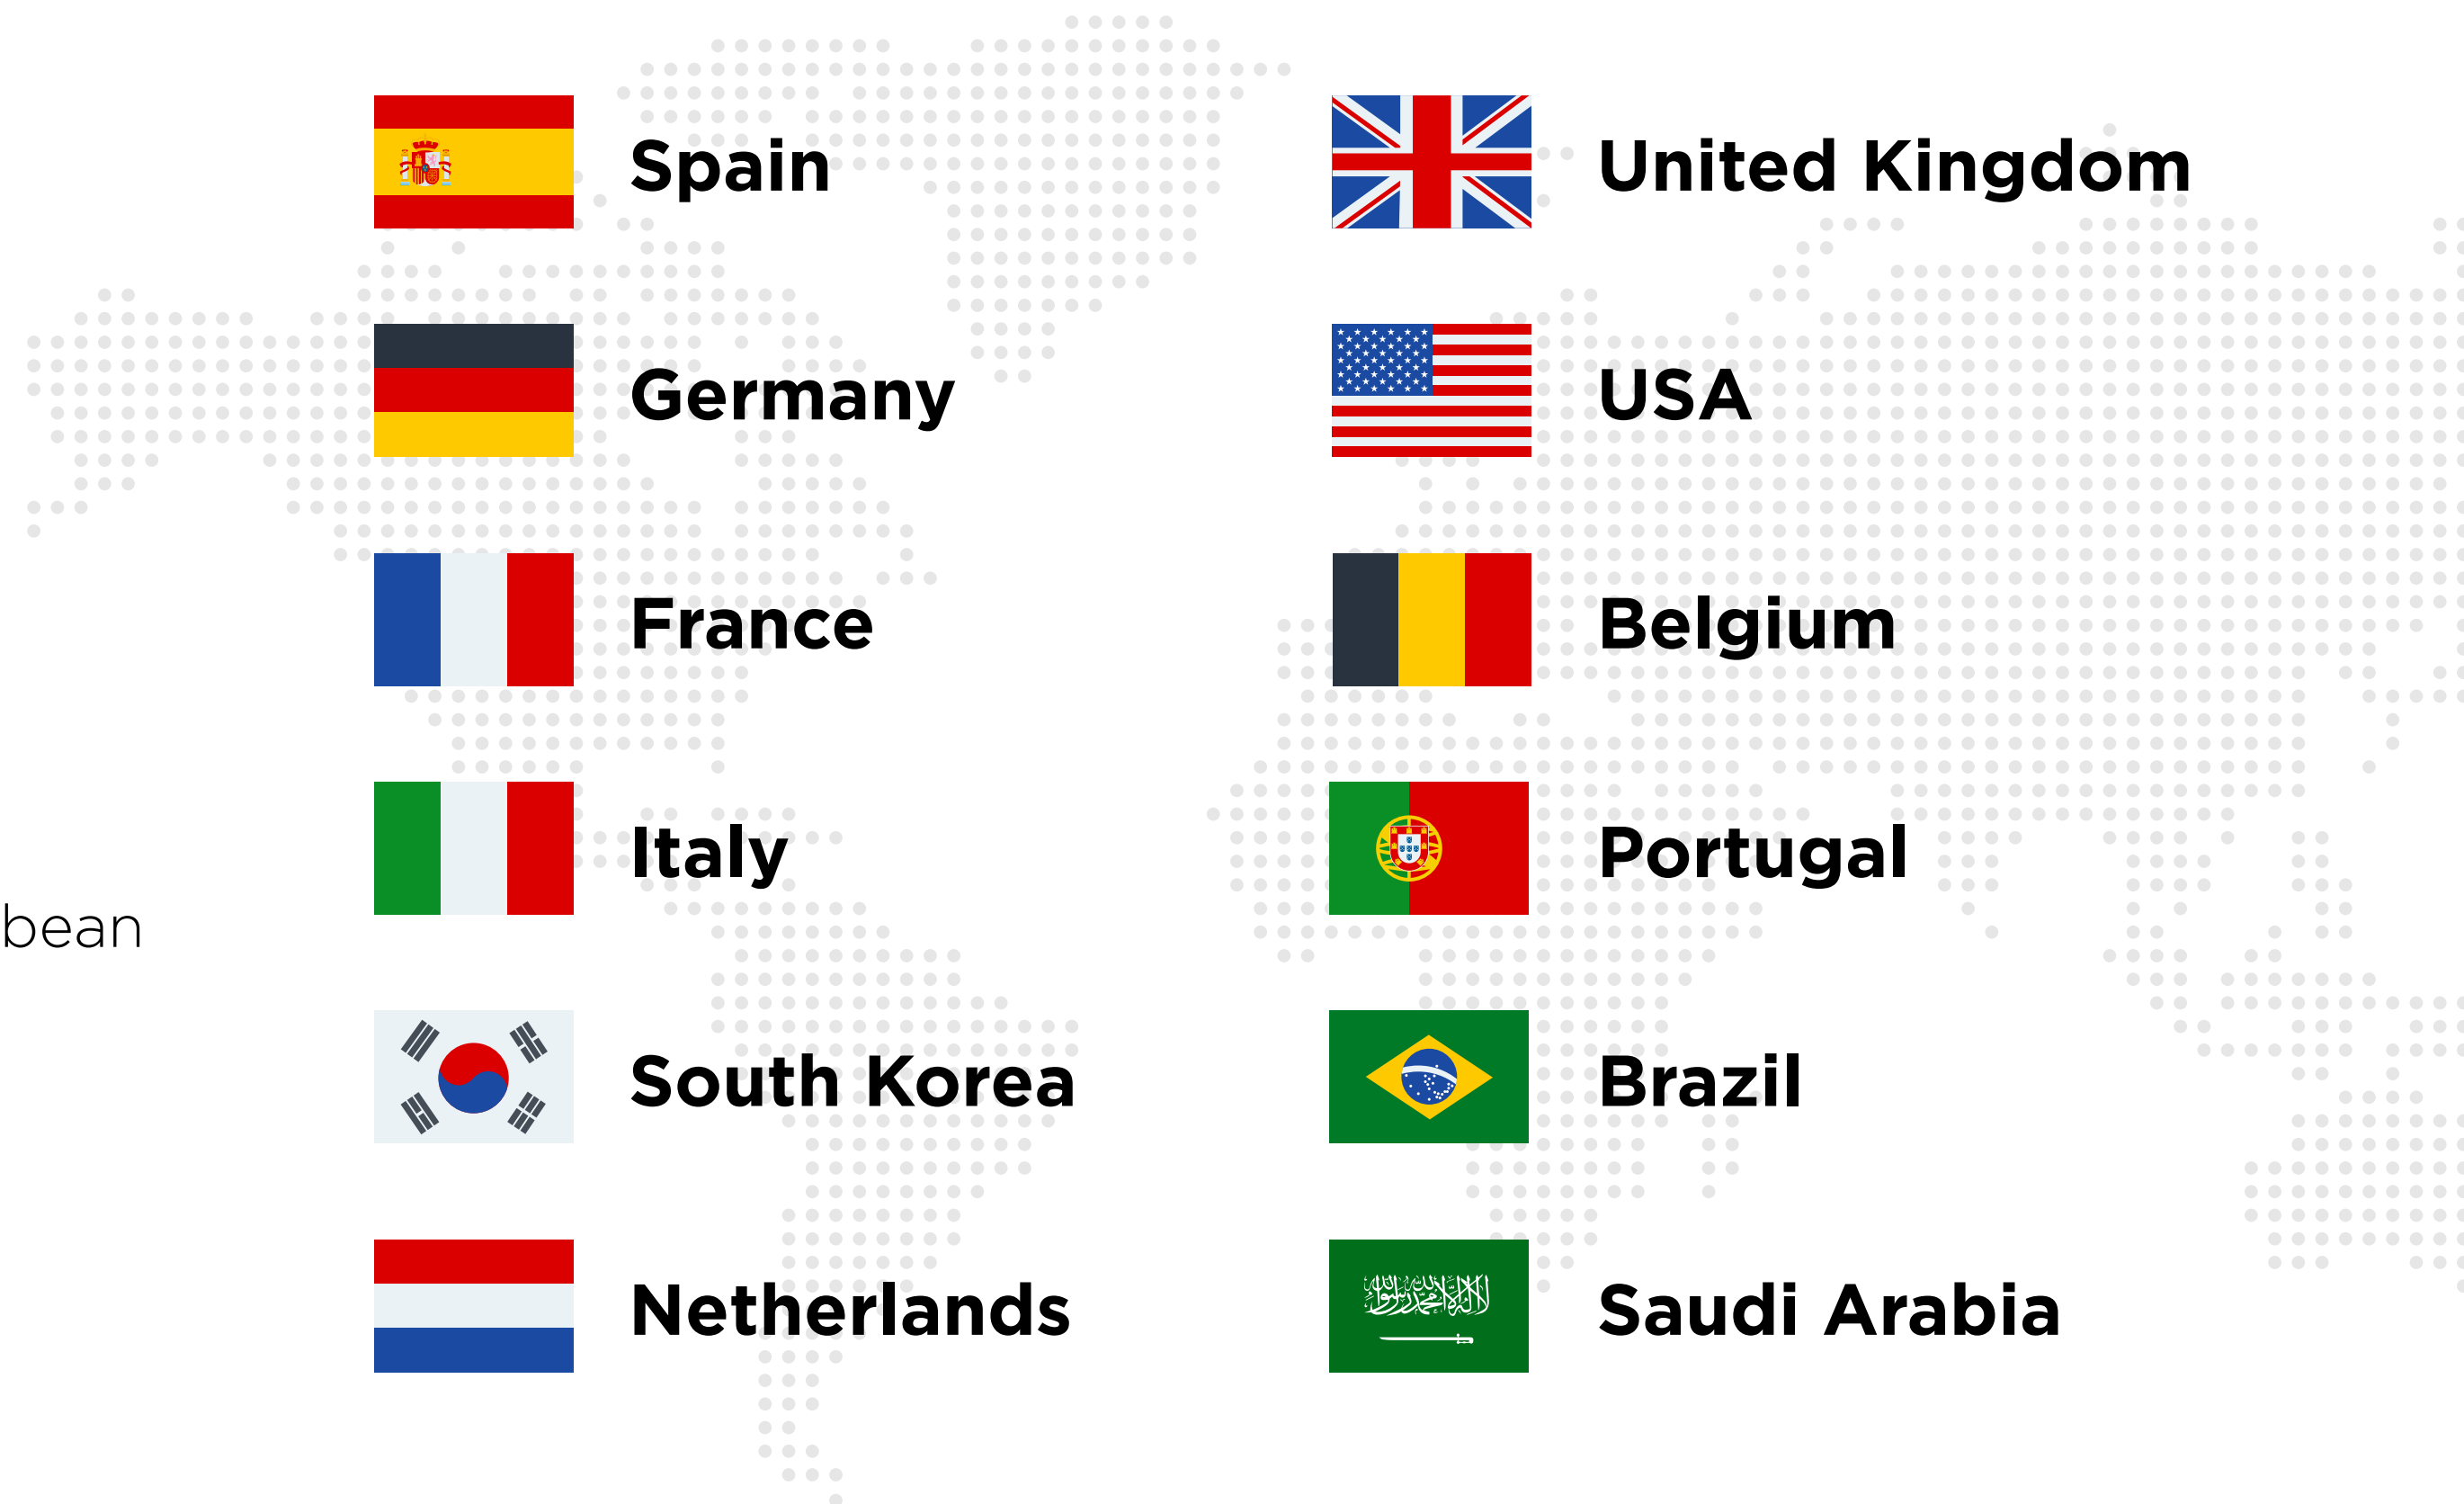 Spain
United Kingdom
Germany
USA
France
Belgium
Italy
Portugal
bean
South Korea
Brazil
Netherlands
Saudi Arabia